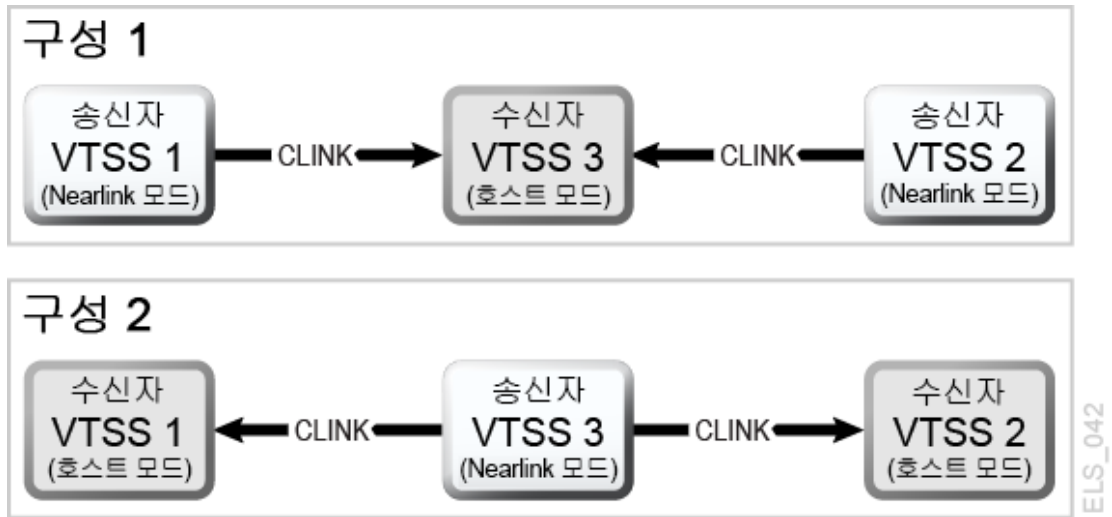 구성 1
송신자
VTSS 1
(Nearlink 모드)
CLINK
수신자
VTSS 3
(호스트 모드)
CLINK
송신자
VTSS 2
(Nearlink 모드)
구성 2
수신자
VTSS 1
(호스트 모드)
CLINK
송신자
VTSS 3
(Nearlink 모드)
CLINK
수신자
VTSS 2
(호스트 모드)
ELS_042